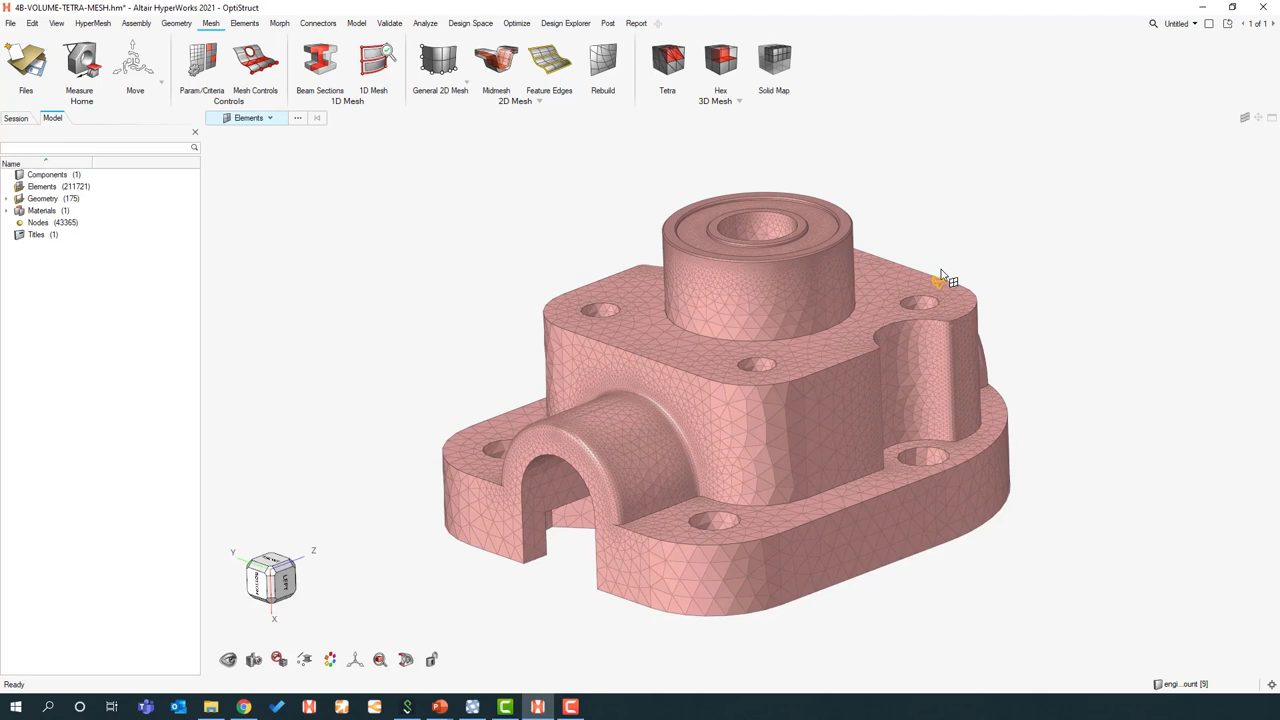 4B-VOLUME-TETRA-MESH.hm* - Altair HyperWorks 2021 - OptiStruct
File Edit View HyperMesh Assembly Geometry Mesh Elements Morph Connectors Model Validate Analyze Design Space Optimize Design Explorer Post Report Untitled 1 of 1
Files Measure Move Param/Criteria Mesh Controls Beam Sections 1D Mesh General 2D Mesh Midmesh Feature Edges Rebuild Tetra Hex Solid Map
Home Controls 1D Mesh 2D Mesh 3D Mesh
Session Model Elements
Name
Components (1)
Elements (211721)
Geometry (175)
Materials (1)
Nodes (43365)
Titles (1)
Y Z
BOTTOM LEFT
X
Ready engi...ount [9]